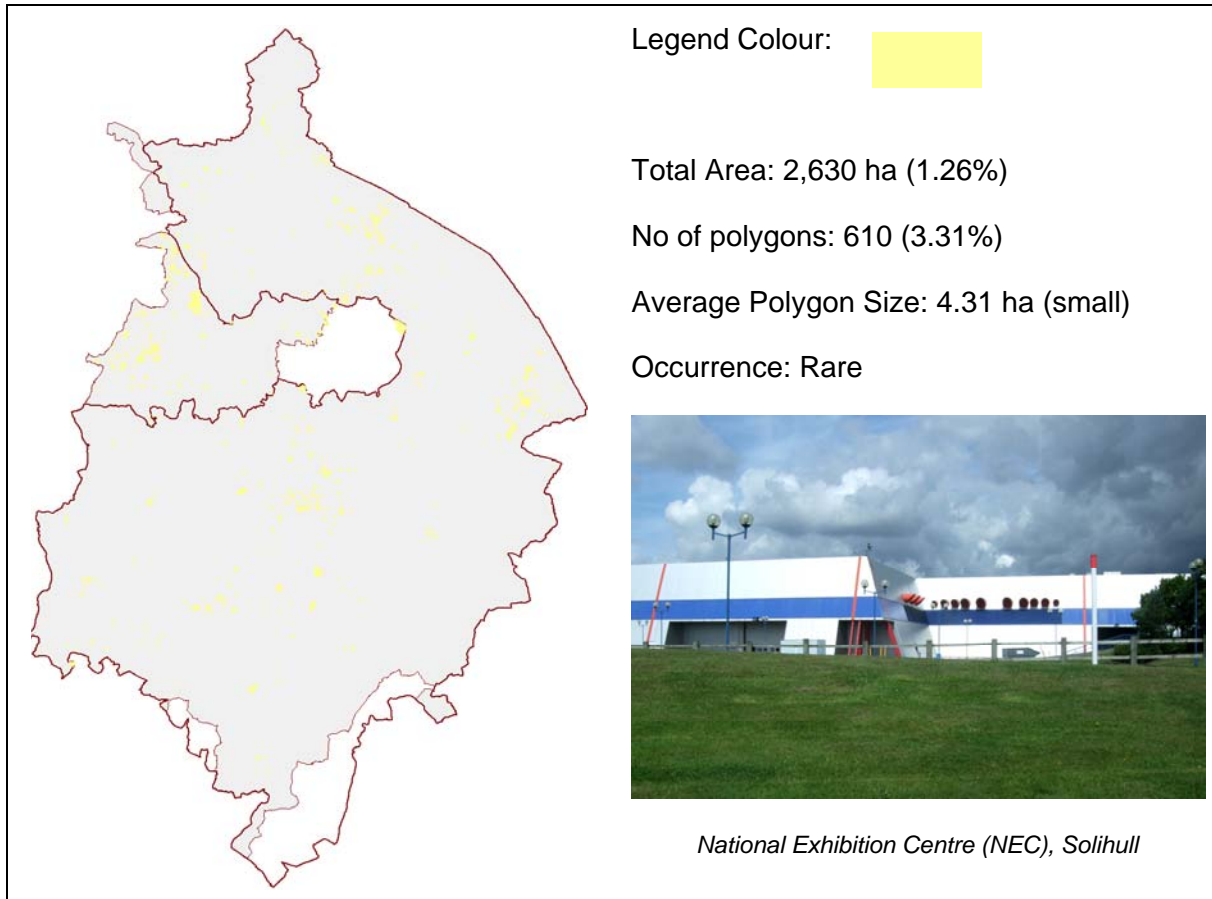 Legend Colour:
Total Area: 2,630 ha (1.26%)
No of polygons: 610 (3.31%)
Average Polygon Size: 4.31 ha (small)
Occurrence: Rare
National Exhibition Centre (NEC), Solihull